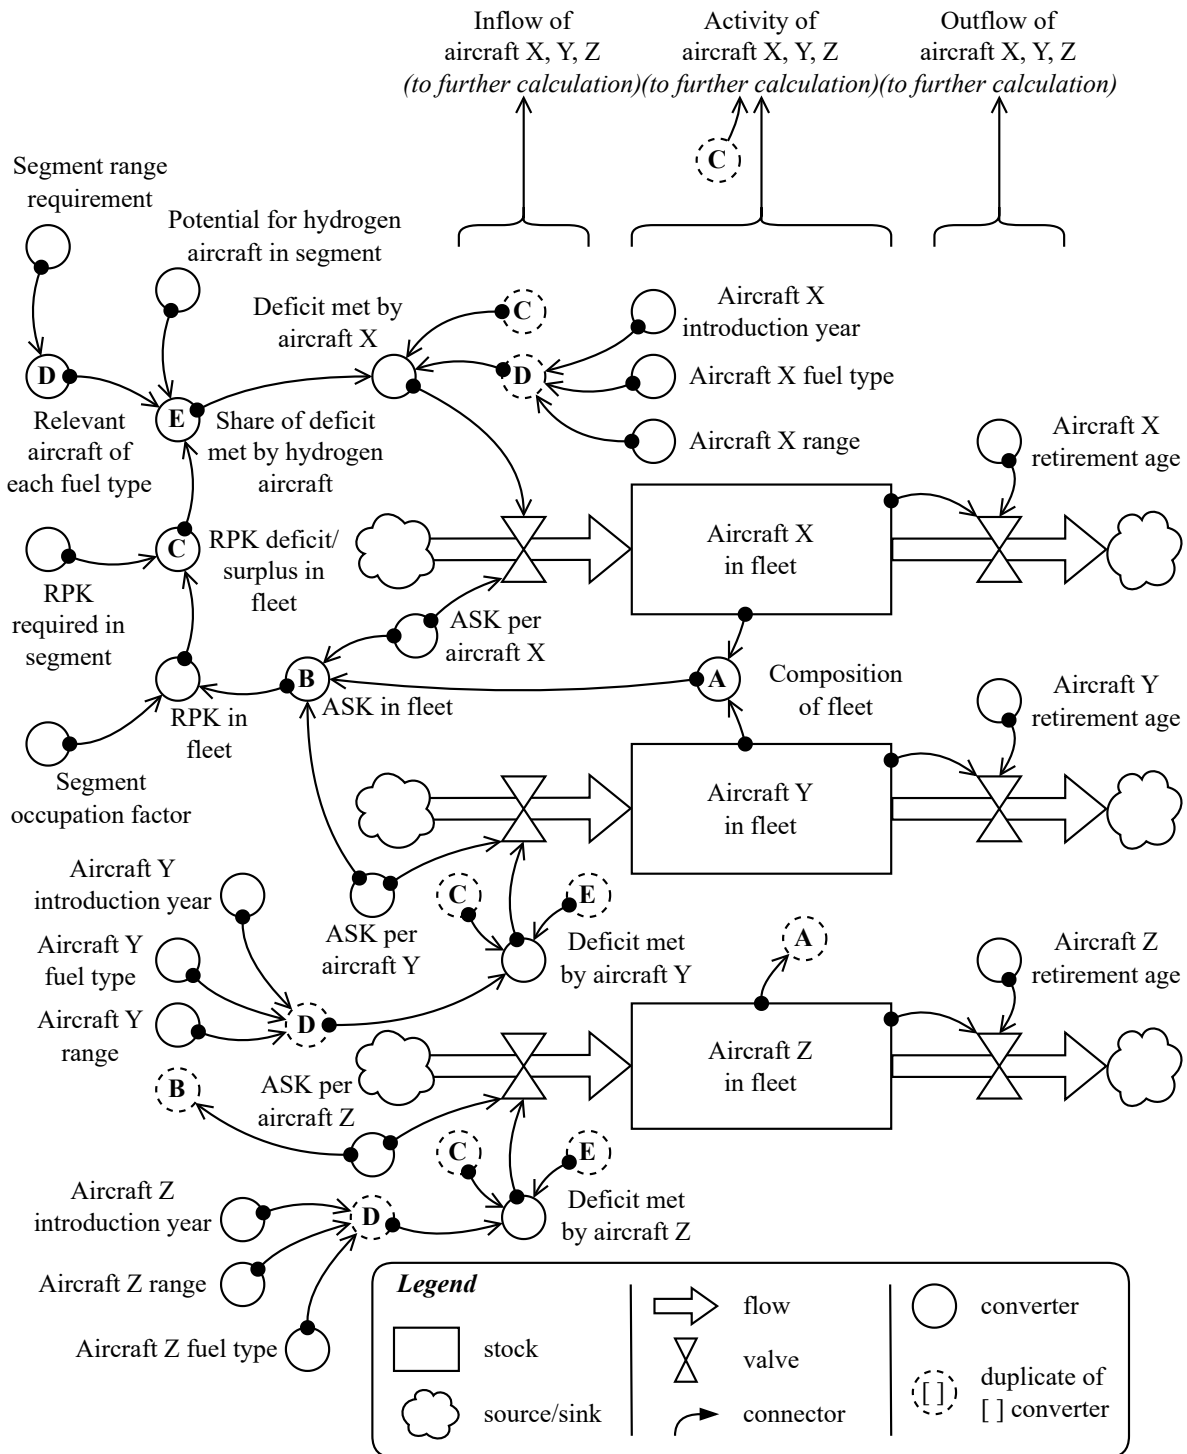 Inflow of
aircraft X, Y, Z
(to further calculation)
Activity of
aircraft X, Y, Z
(to further calculation)
Outflow of
aircraft X, Y, Z
(to further calculation)
C
Segment range
requirement
Potential for hydrogen
aircraft in segment
Deficit met by
aircraft X
C
Aircraft X
introduction year
D
D
Aircraft X fuel type
E
Relevant
aircraft of
each fuel type
Share of deficit
met by hydrogen
aircraft
Aircraft X range
Aircraft X
retirement age
C
RPK deficit/
surplus in
fleet
Aircraft X
in fleet
RPK
required in
segment
ASK per
aircraft X
B
ASK in fleet
A
Composition
of fleet
Aircraft Y
retirement age
RPK in
fleet
Segment
occupation factor
Aircraft Y
in fleet
Aircraft Y
introduction year
C
E
ASK per
aircraft Y
Deficit met
by aircraft Y
A
Aircraft Y
fuel type
Aircraft Z
retirement age
Aircraft Y
range
D
Aircraft Z
in fleet
B
ASK per
aircraft Z
C
E
Aircraft Z
introduction year
D
Deficit met
by aircraft Z
Aircraft Z range
Aircraft Z fuel type
Legend
stock
source/sink
flow
valve
connector
converter
[ ]
duplicate of
[ ] converter